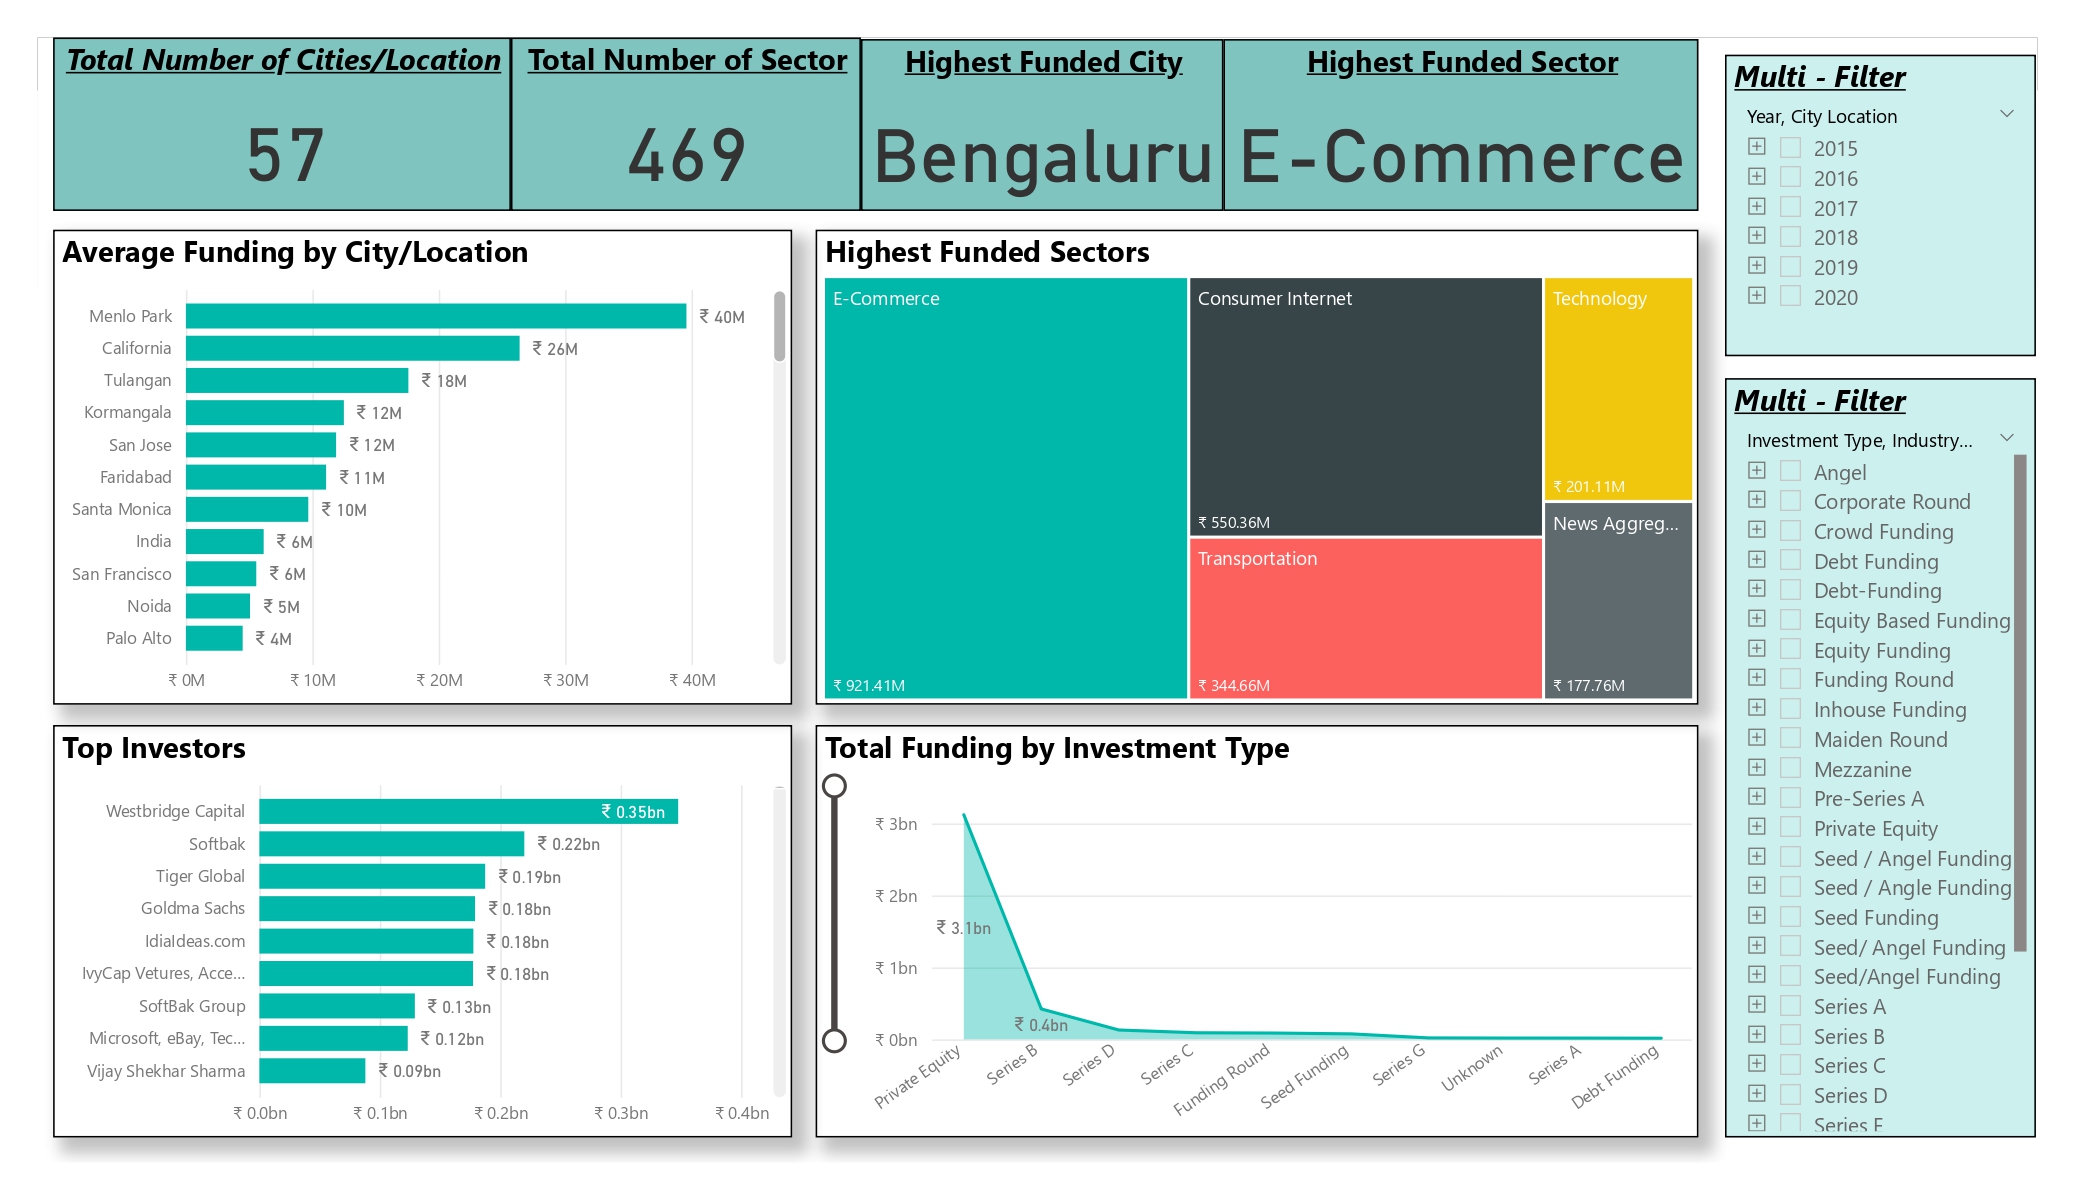 Total Number of Cities/Location
57
Total Number of Sector
469
Highest Funded City
Bengaluru
Highest Funded Sector
E-Commerce
Multi - Filter
Year, City Location
2015
2016
2017
2018
2019
2020
Average Funding by City/Location
Menlo Park ₹ 40M
California ₹ 26M
Tulangan ₹ 18M
Kormangala ₹ 12M
San Jose ₹ 12M
Faridabad ₹ 11M
Santa Monica ₹ 10M
India ₹ 6M
San Francisco ₹ 6M
Noida ₹ 5M
Palo Alto ₹ 4M
₹ 0M ₹ 10M ₹ 20M ₹ 30M ₹ 40M
Highest Funded Sectors
E-Commerce
₹ 921.41M
Consumer Internet
₹ 550.36M
Transportation
₹ 344.66M
Technology
₹ 201.11M
News Aggreg...
₹ 177.76M
Multi - Filter
Investment Type, Industry...
Angel
Corporate Round
Crowd Funding
Debt Funding
Debt-Funding
Equity Based Funding
Equity Funding
Funding Round
Inhouse Funding
Maiden Round
Mezzanine
Pre-Series A
Private Equity
Seed / Angel Funding
Seed / Angle Funding
Seed Funding
Seed/ Angel Funding
Seed/Angel Funding
Series A
Series B
Series C
Series D
Top Investors
Westbridge Capital ₹ 0.35bn
Softbak ₹ 0.22bn
Tiger Global ₹ 0.19bn
Goldma Sachs ₹ 0.18bn
IdiaIdeas.com ₹ 0.18bn
IvyCap Vetures, Acce... ₹ 0.18bn
SoftBak Group ₹ 0.13bn
Microsoft, eBay, Tec... ₹ 0.12bn
Vijay Shekhar Sharma ₹ 0.09bn
₹ 0.0bn ₹ 0.1bn ₹ 0.2bn ₹ 0.3bn ₹ 0.4bn
Total Funding by Investment Type
₹ 3bn
₹ 2bn
₹ 3.1bn
₹ 1bn
₹ 0.4bn
₹ 0bn
Private Equity Series B Series D Series C Funding Round Seed Funding Series G Unknown Series A Debt Funding